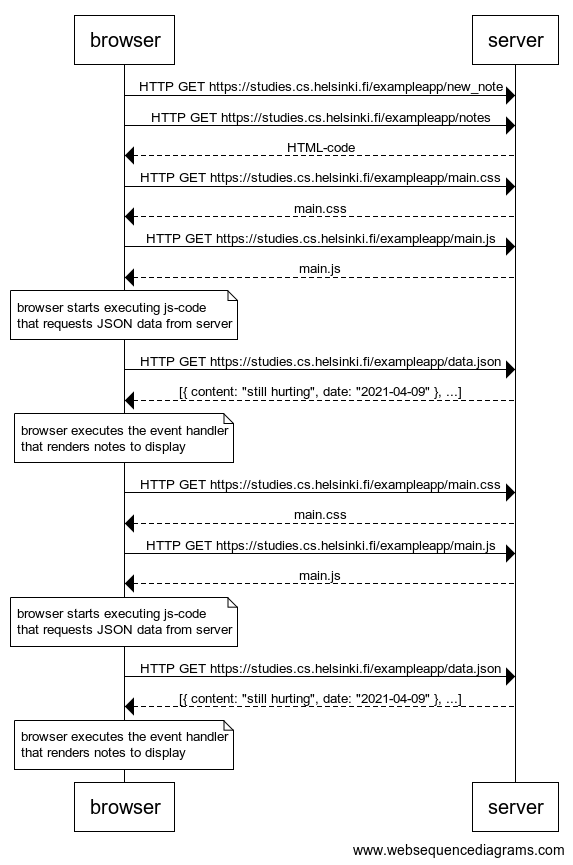 browser
server
HTTP GET https://studies.cs.helsinki.fi/exampleapp/new_note
HTTP GET https://studies.cs.helsinki.fi/exampleapp/notes
HTML-code
HTTP GET https://studies.cs.helsinki.fi/exampleapp/main.css
main.css
HTTP GET https://studies.cs.helsinki.fi/exampleapp/main.js
main.js
browser starts executing js-code
that requests JSON data from server
HTTP GET https://studies.cs.helsinki.fi/exampleapp/data.json
[{ content: "still hurting", date: "2021-04-09" }, ...]
browser executes the event handler
that renders notes to display
HTTP GET https://studies.cs.helsinki.fi/exampleapp/main.css
main.css
HTTP GET https://studies.cs.helsinki.fi/exampleapp/main.js
main.js
browser starts executing js-code
that requests JSON data from server
HTTP GET https://studies.cs.helsinki.fi/exampleapp/data.json
[{ content: "still hurting", date: "2021-04-09" }, ...]
browser executes the event handler
that renders notes to display
browser
server
www.websequencediagrams.com